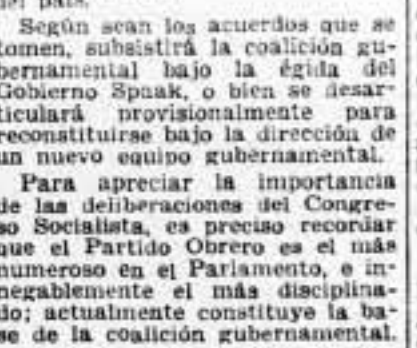 del país.
Según sean los acuerdos que se
tomen, subsistirá la coalición gu-
bernamental bajo la égida del
Gobierno Spaak, o bien se desar-
ticulará provisionalmente para
reconstituirse bajo la dirección de
un nuevo equipo gubernamental.
Para apreciar la importancia
de las deliberaciones del Congre-
so Socialista, es preciso recordar
que el Partido Obrero es el más
numeroso en el Parlamento, e in-
negablemente el más disciplina-
do; actualmente constituye la ba-
se de la coalición gubernamental.